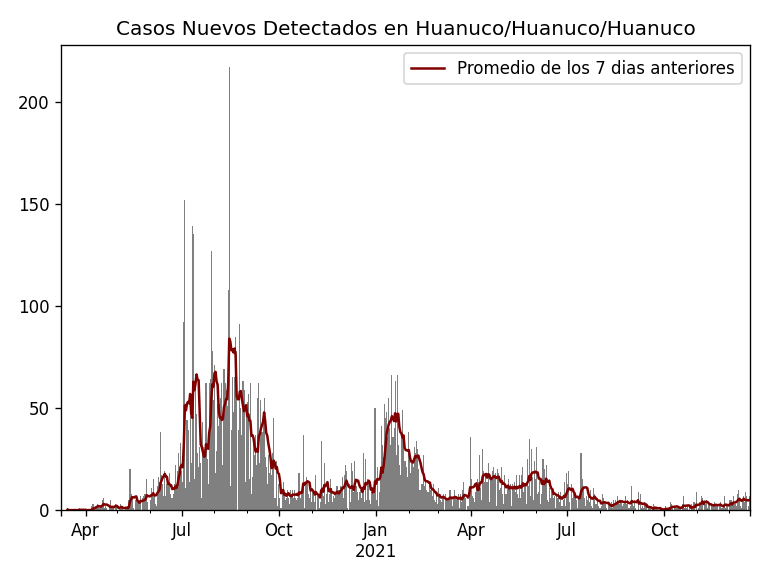 Casos Nuevos Detectados en Huanuco/Huanuco/Huanuco
Promedio de los 7 dias anteriores
200
150
100
50
0
Apr Jul Oct Jan Apr Jul Oct
2021